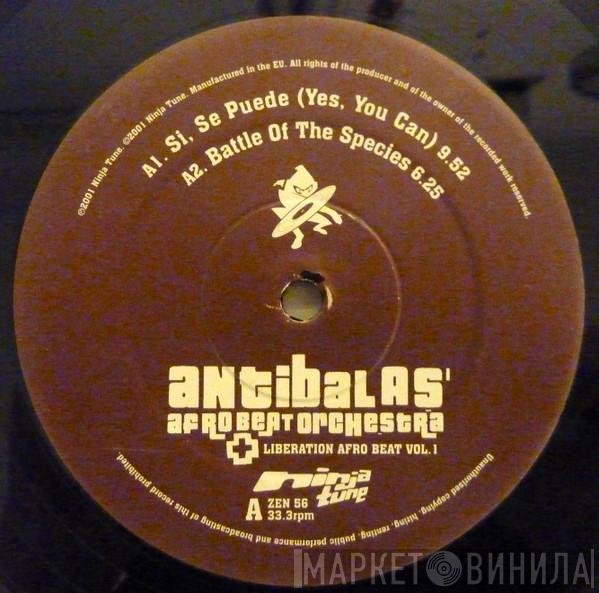 ©2001 Ninja Tune. ℗2001 Ninja Tune. Manufactured in the EU. All rights of the producer and of the owner of the recorded work reserved.
A1. Si, Se Puede (Yes, You Can) 9.52
A2. Battle Of The Species 6.25
antibalas'
afrobeat orchestra
LIBERATION AFRO BEAT VOL.1
ninja tune
A
ZEN 56
33.3rpm
Unauthorised copying, hiring, renting, public performance and broadcasting of this record prohibited.
МАРКЕТ ВИНИЛА